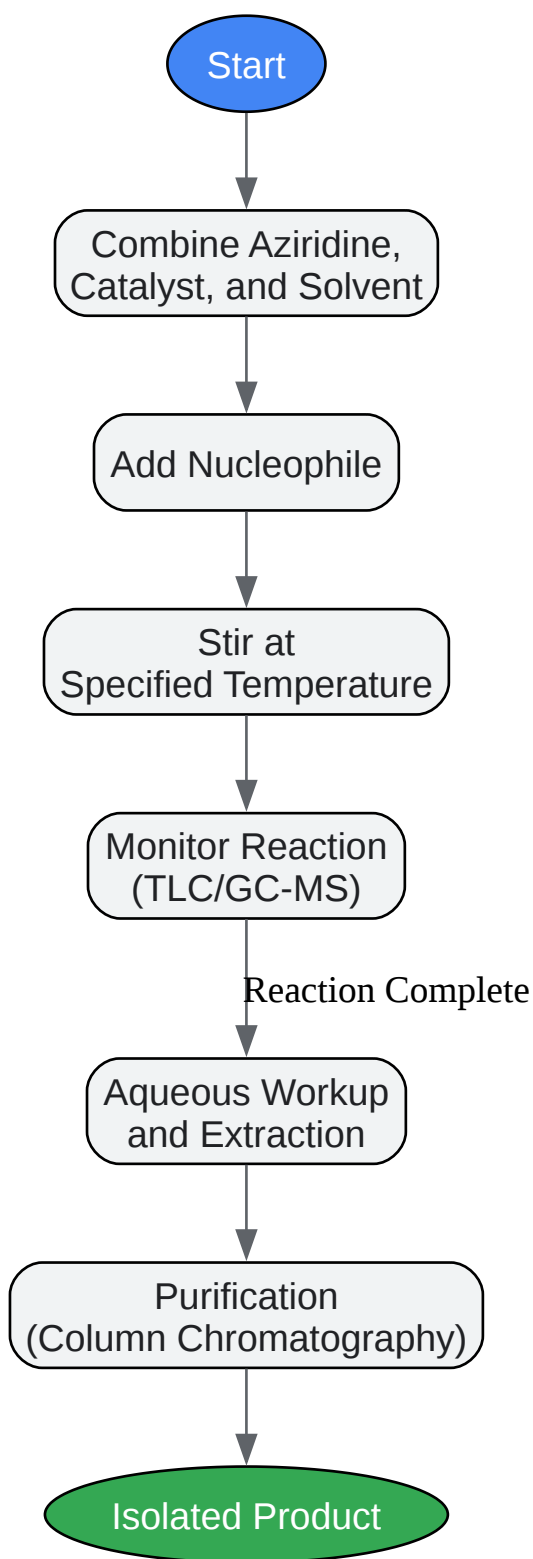 Start
Combine Aziridine,
Catalyst, and Solvent
Add Nucleophile
Stir at
Specified Temperature
Monitor Reaction
(TLC/GC-MS)
Reaction Complete
Aqueous Workup
and Extraction
Purification
(Column Chromatography)
Isolated Product